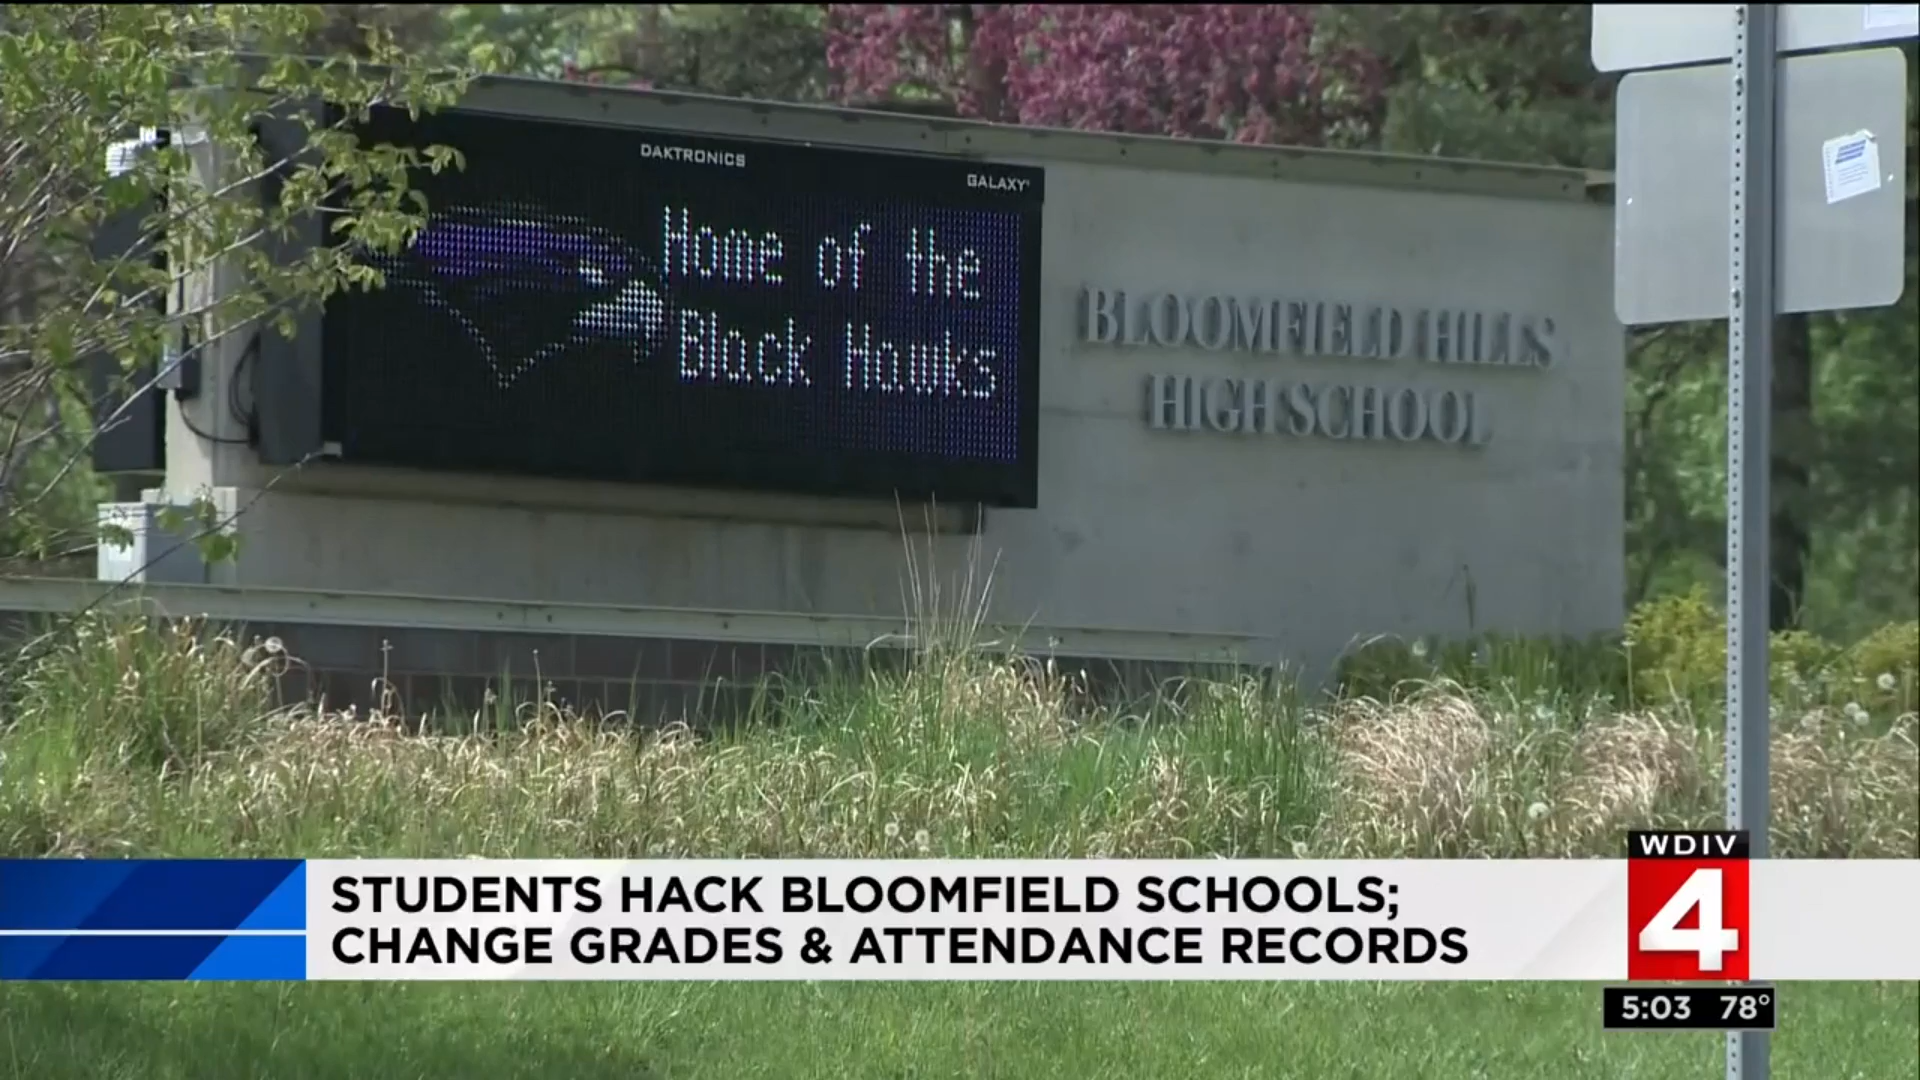 DAKTRONICS
GALAXY
Home of the
Black Hawks
BLOOMFIELD HILLS
HIGH SCHOOL
STUDENTS HACK BLOOMFIELD SCHOOLS;
CHANGE GRADES & ATTENDANCE RECORDS
WDIV
4
5:03 78°